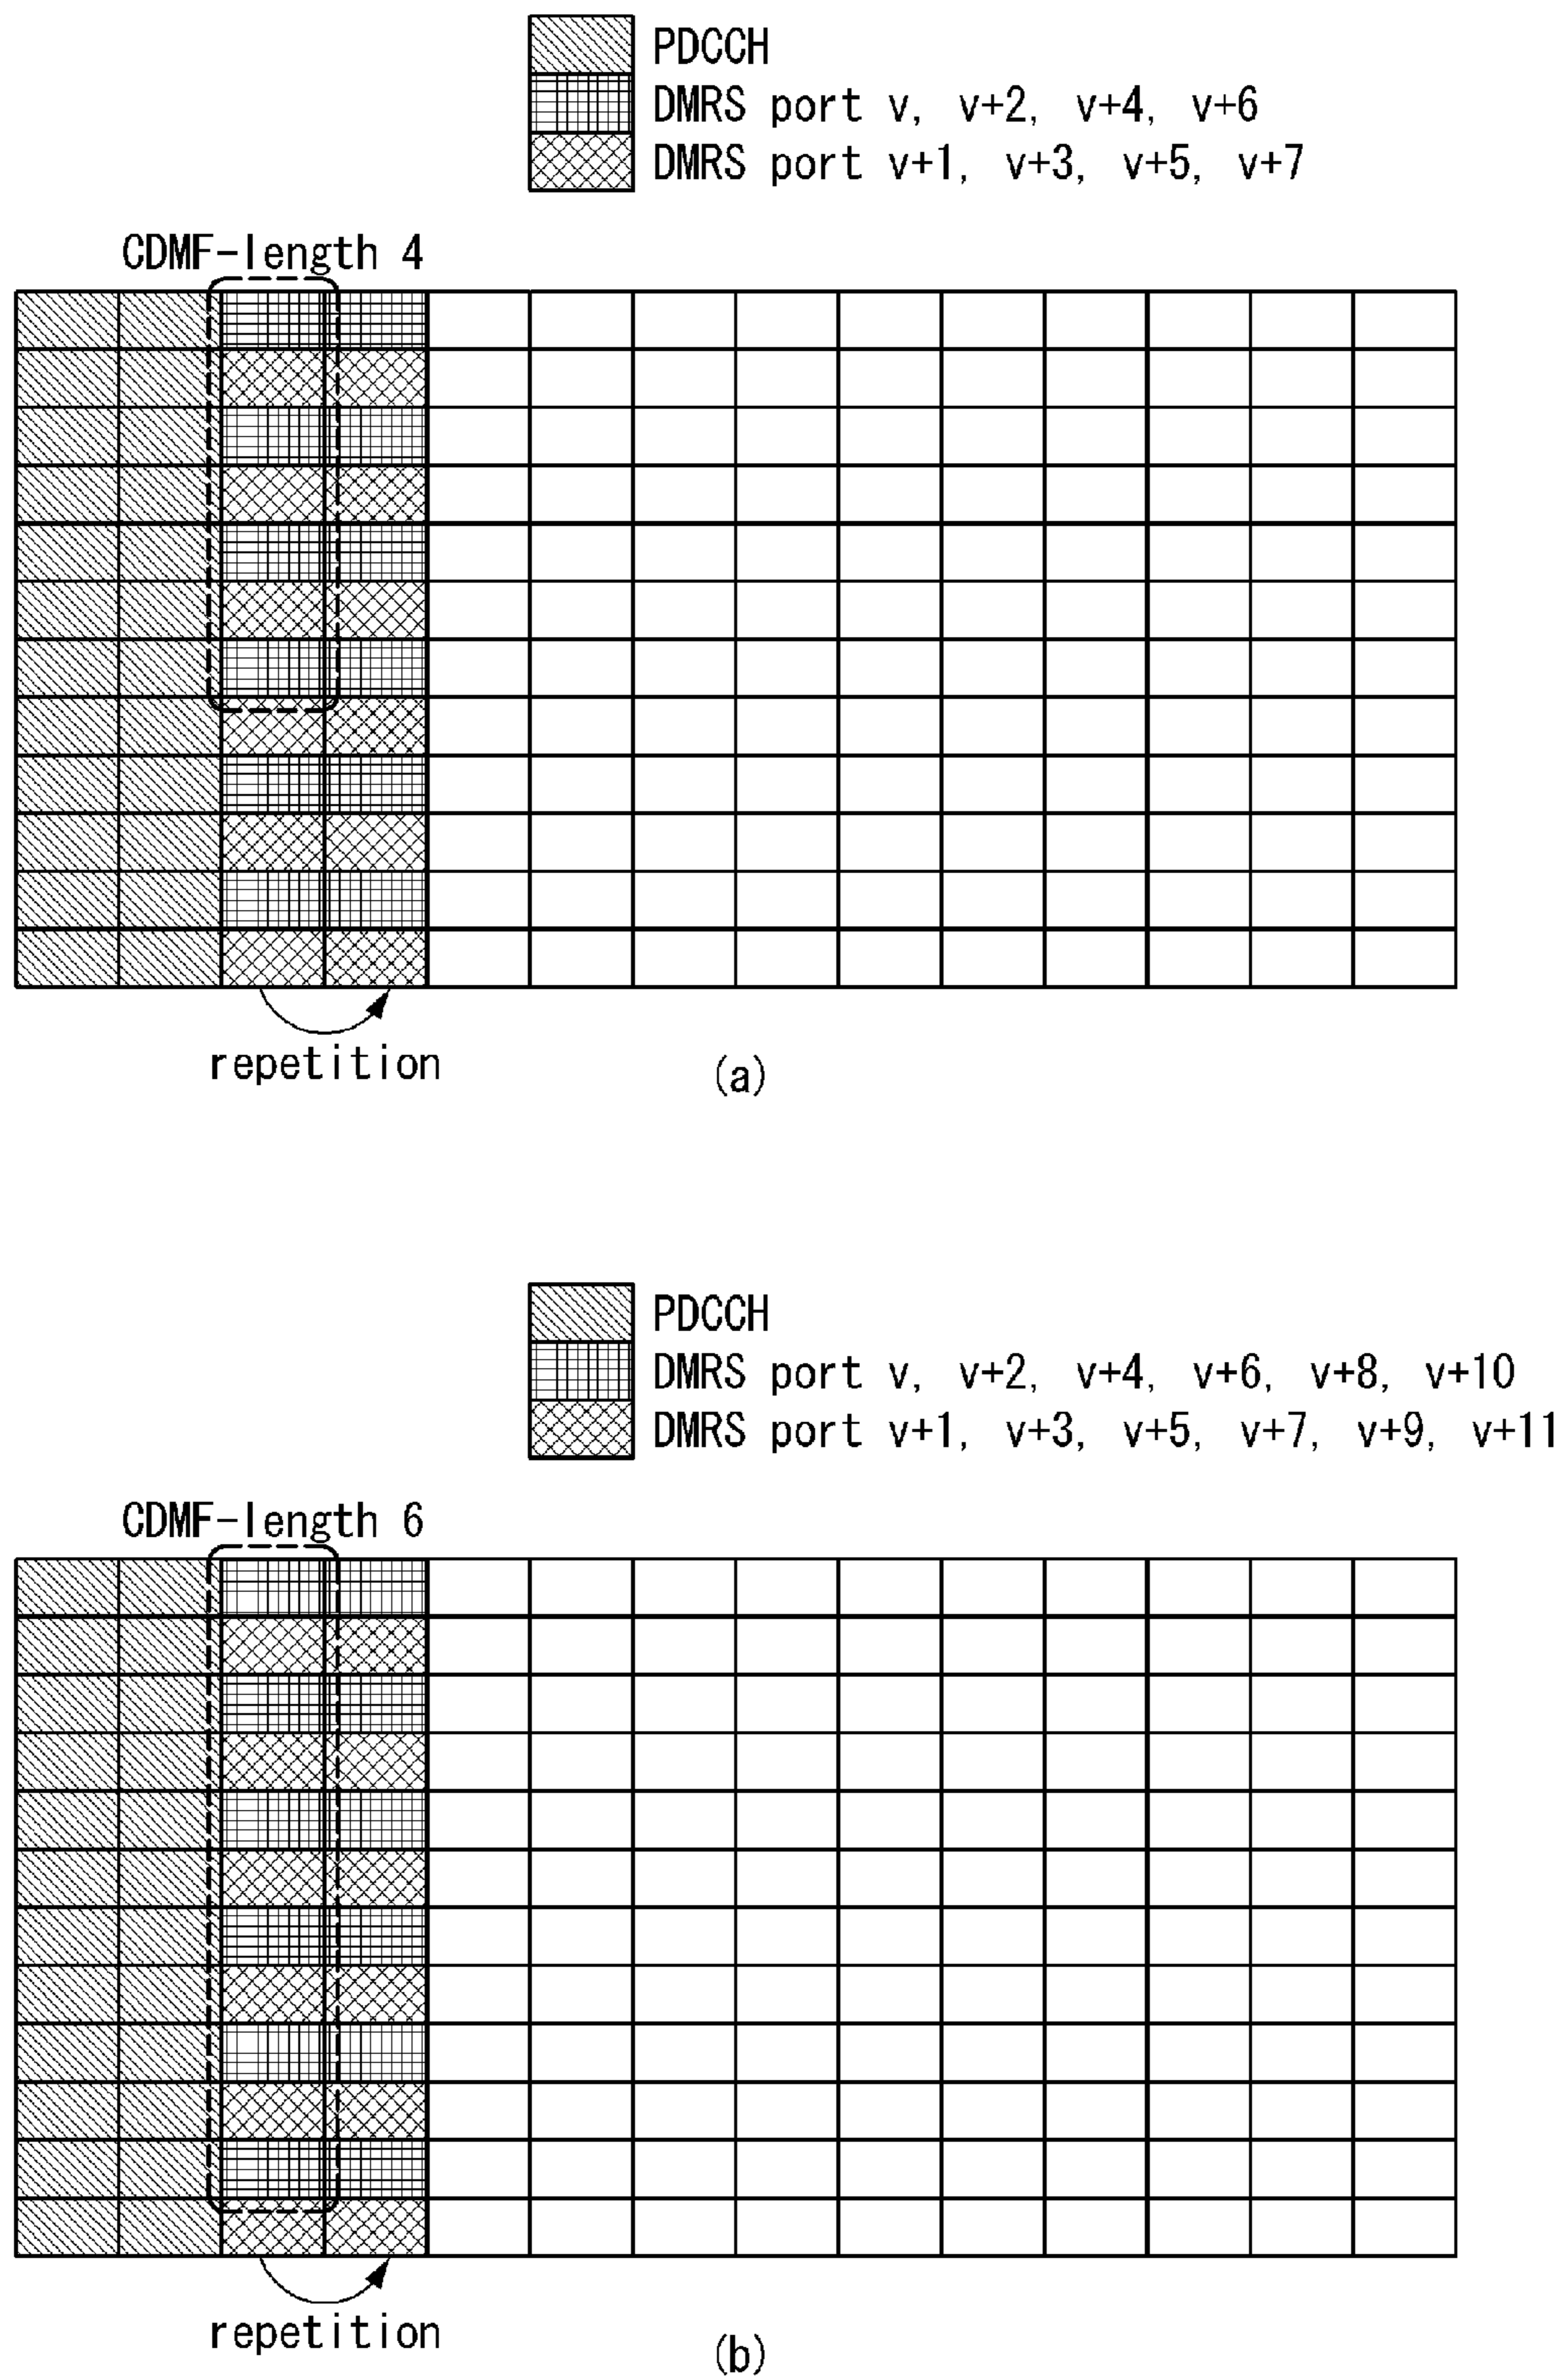 PDCCH
DMRS port v, v+2, v+4, v+6
DMRS port v+1, v+3, v+5, v+7
CDMF-length 4
repetition
(a)
PDCCH
DMRS port v, v+2, v+4, v+6, v+8, v+10
DMRS port v+1, v+3, v+5, v+7, v+9, v+11
CDMF-length 6
repetition
(b)